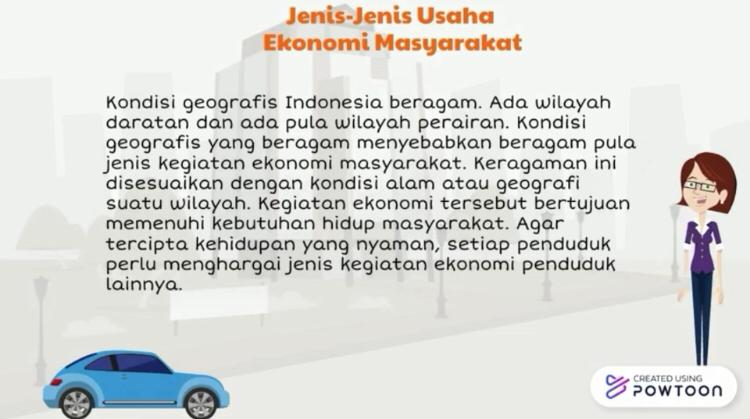 Jenis-Jenis Usaha
Ekonomi Masyarakat
Kondisi geografis Indonesia beragam. Ada wilayah
daratan dan ada pula wilayah perairan. Kondisi
geografis yang beragam menyebabkan beragam pula
jenis kegiatan ekonomi masyarakat. Keragaman ini
disesuaikan dengan kondisi alam atau geografi
suatu wilayah. Kegiatan ekonomi tersebut bertujuan
memenuhi kebutuhan hidup masyarakat. Agar
tercipta kehidupan yang nyaman, setiap penduduk
perlu menghargai jenis kegiatan ekonomi penduduk
lainnya.
CREATED USING
POWTOON